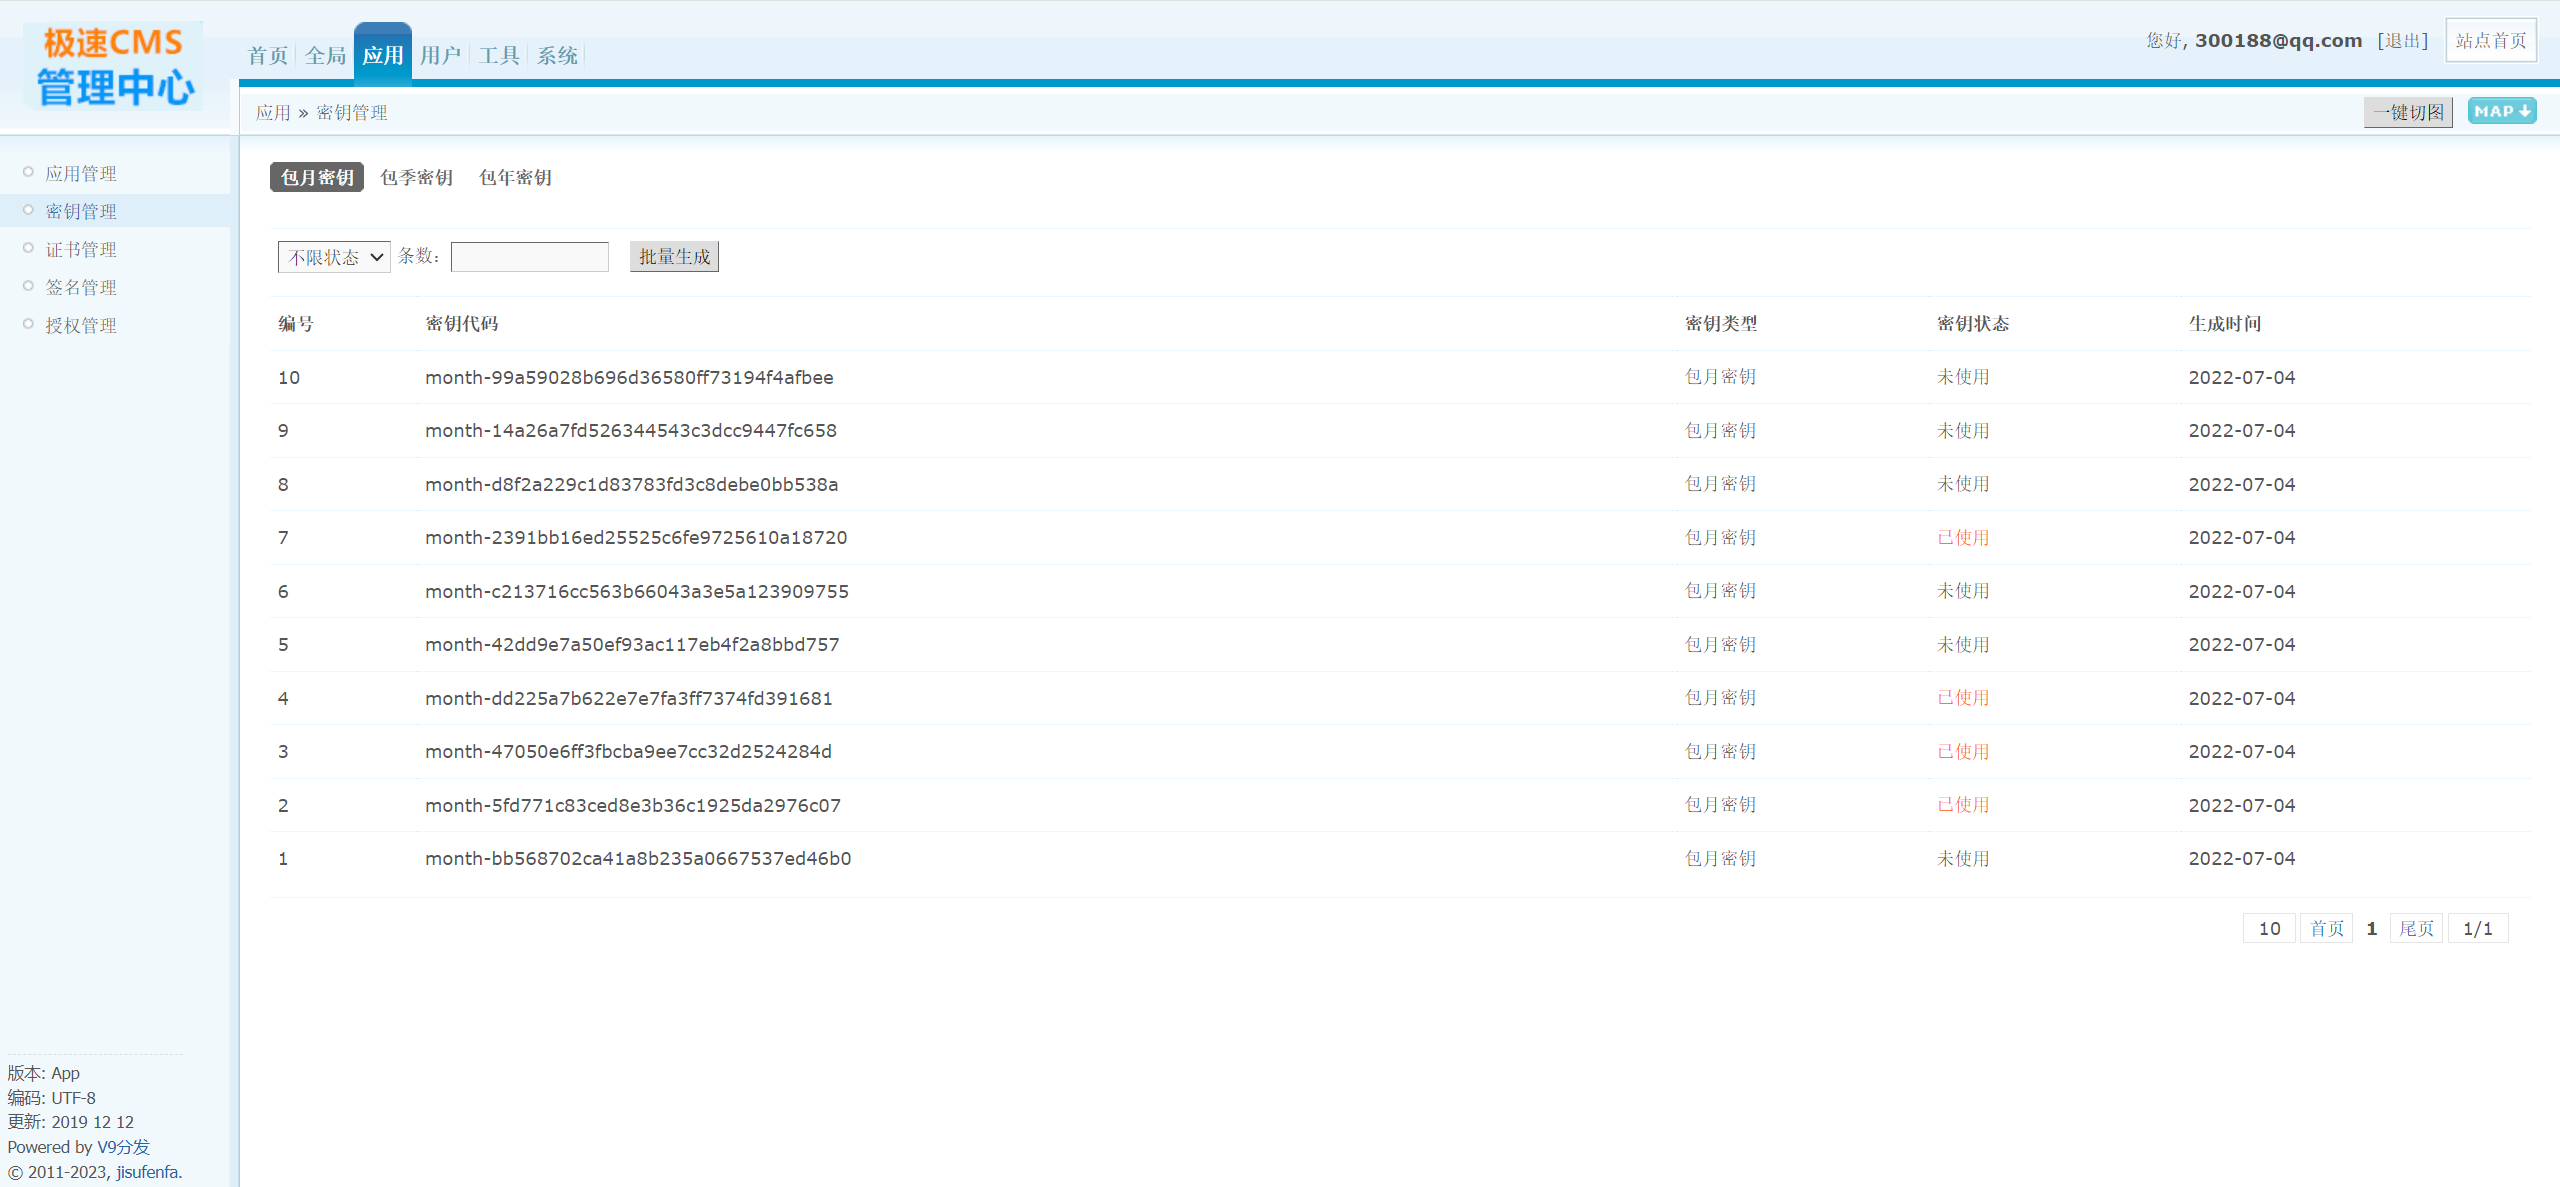 极速CMS
管理中心
首页 全局 应用 用户 工具 系统
您好, 300188@qq.com [退出] 站点首页
应用 » 密钥管理
一键切图 MAP
应用管理
密钥管理
证书管理
签名管理
授权管理
包月密钥 包季密钥 包年密钥
不限状态 条数: 批量生成
编号 密钥代码 密钥类型 密钥状态 生成时间
10 month-99a59028b696d36580ff73194f4afbee 包月密钥 未使用 2022-07-04
9 month-14a26a7fd526344543c3dcc9447fc658 包月密钥 未使用 2022-07-04
8 month-d8f2a229c1d83783fd3c8debe0bb538a 包月密钥 未使用 2022-07-04
7 month-2391bb16ed25525c6fe9725610a18720 包月密钥 已使用 2022-07-04
6 month-c213716cc563b66043a3e5a123909755 包月密钥 未使用 2022-07-04
5 month-42dd9e7a50ef93ac117eb4f2a8bbd757 包月密钥 未使用 2022-07-04
4 month-dd225a7b622e7e7fa3ff7374fd391681 包月密钥 已使用 2022-07-04
3 month-47050e6ff3fbcba9ee7cc32d2524284d 包月密钥 已使用 2022-07-04
2 month-5fd771c83ced8e3b36c1925da2976c07 包月密钥 已使用 2022-07-04
1 month-bb568702ca41a8b235a0667537ed46b0 包月密钥 未使用 2022-07-04
10 首页 1 尾页 1/1
版本: App
编码: UTF-8
更新: 2019 12 12
Powered by V9分发
© 2011-2023, jisufenfa.